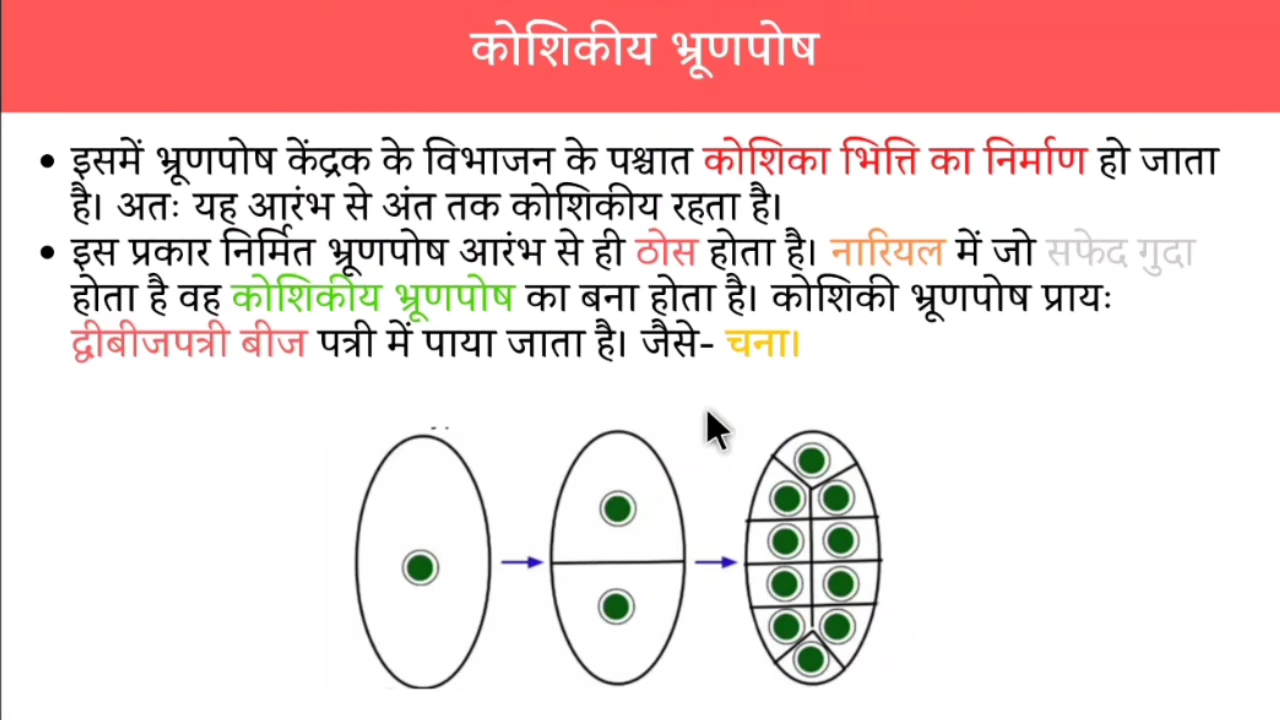 कोशिकीय भ्रूणपोष
• इसमें भ्रूणपोष केंद्रक के विभाजन के पश्चात कोशिका भित्ति का निर्माण हो जाता
है। अतः यह आरंभ से अंत तक कोशिकीय रहता है।
• इस प्रकार निर्मित भ्रूणपोष आरंभ से ही ठोस होता है। नारियल में जो सफेद गुदा
होता है वह कोशिकीय भ्रूणपोष का बना होता है। कोशिकी भ्रूणपोष प्रायः
द्वीबीजपत्री बीज पत्री में पाया जाता है। जैसे- चना।